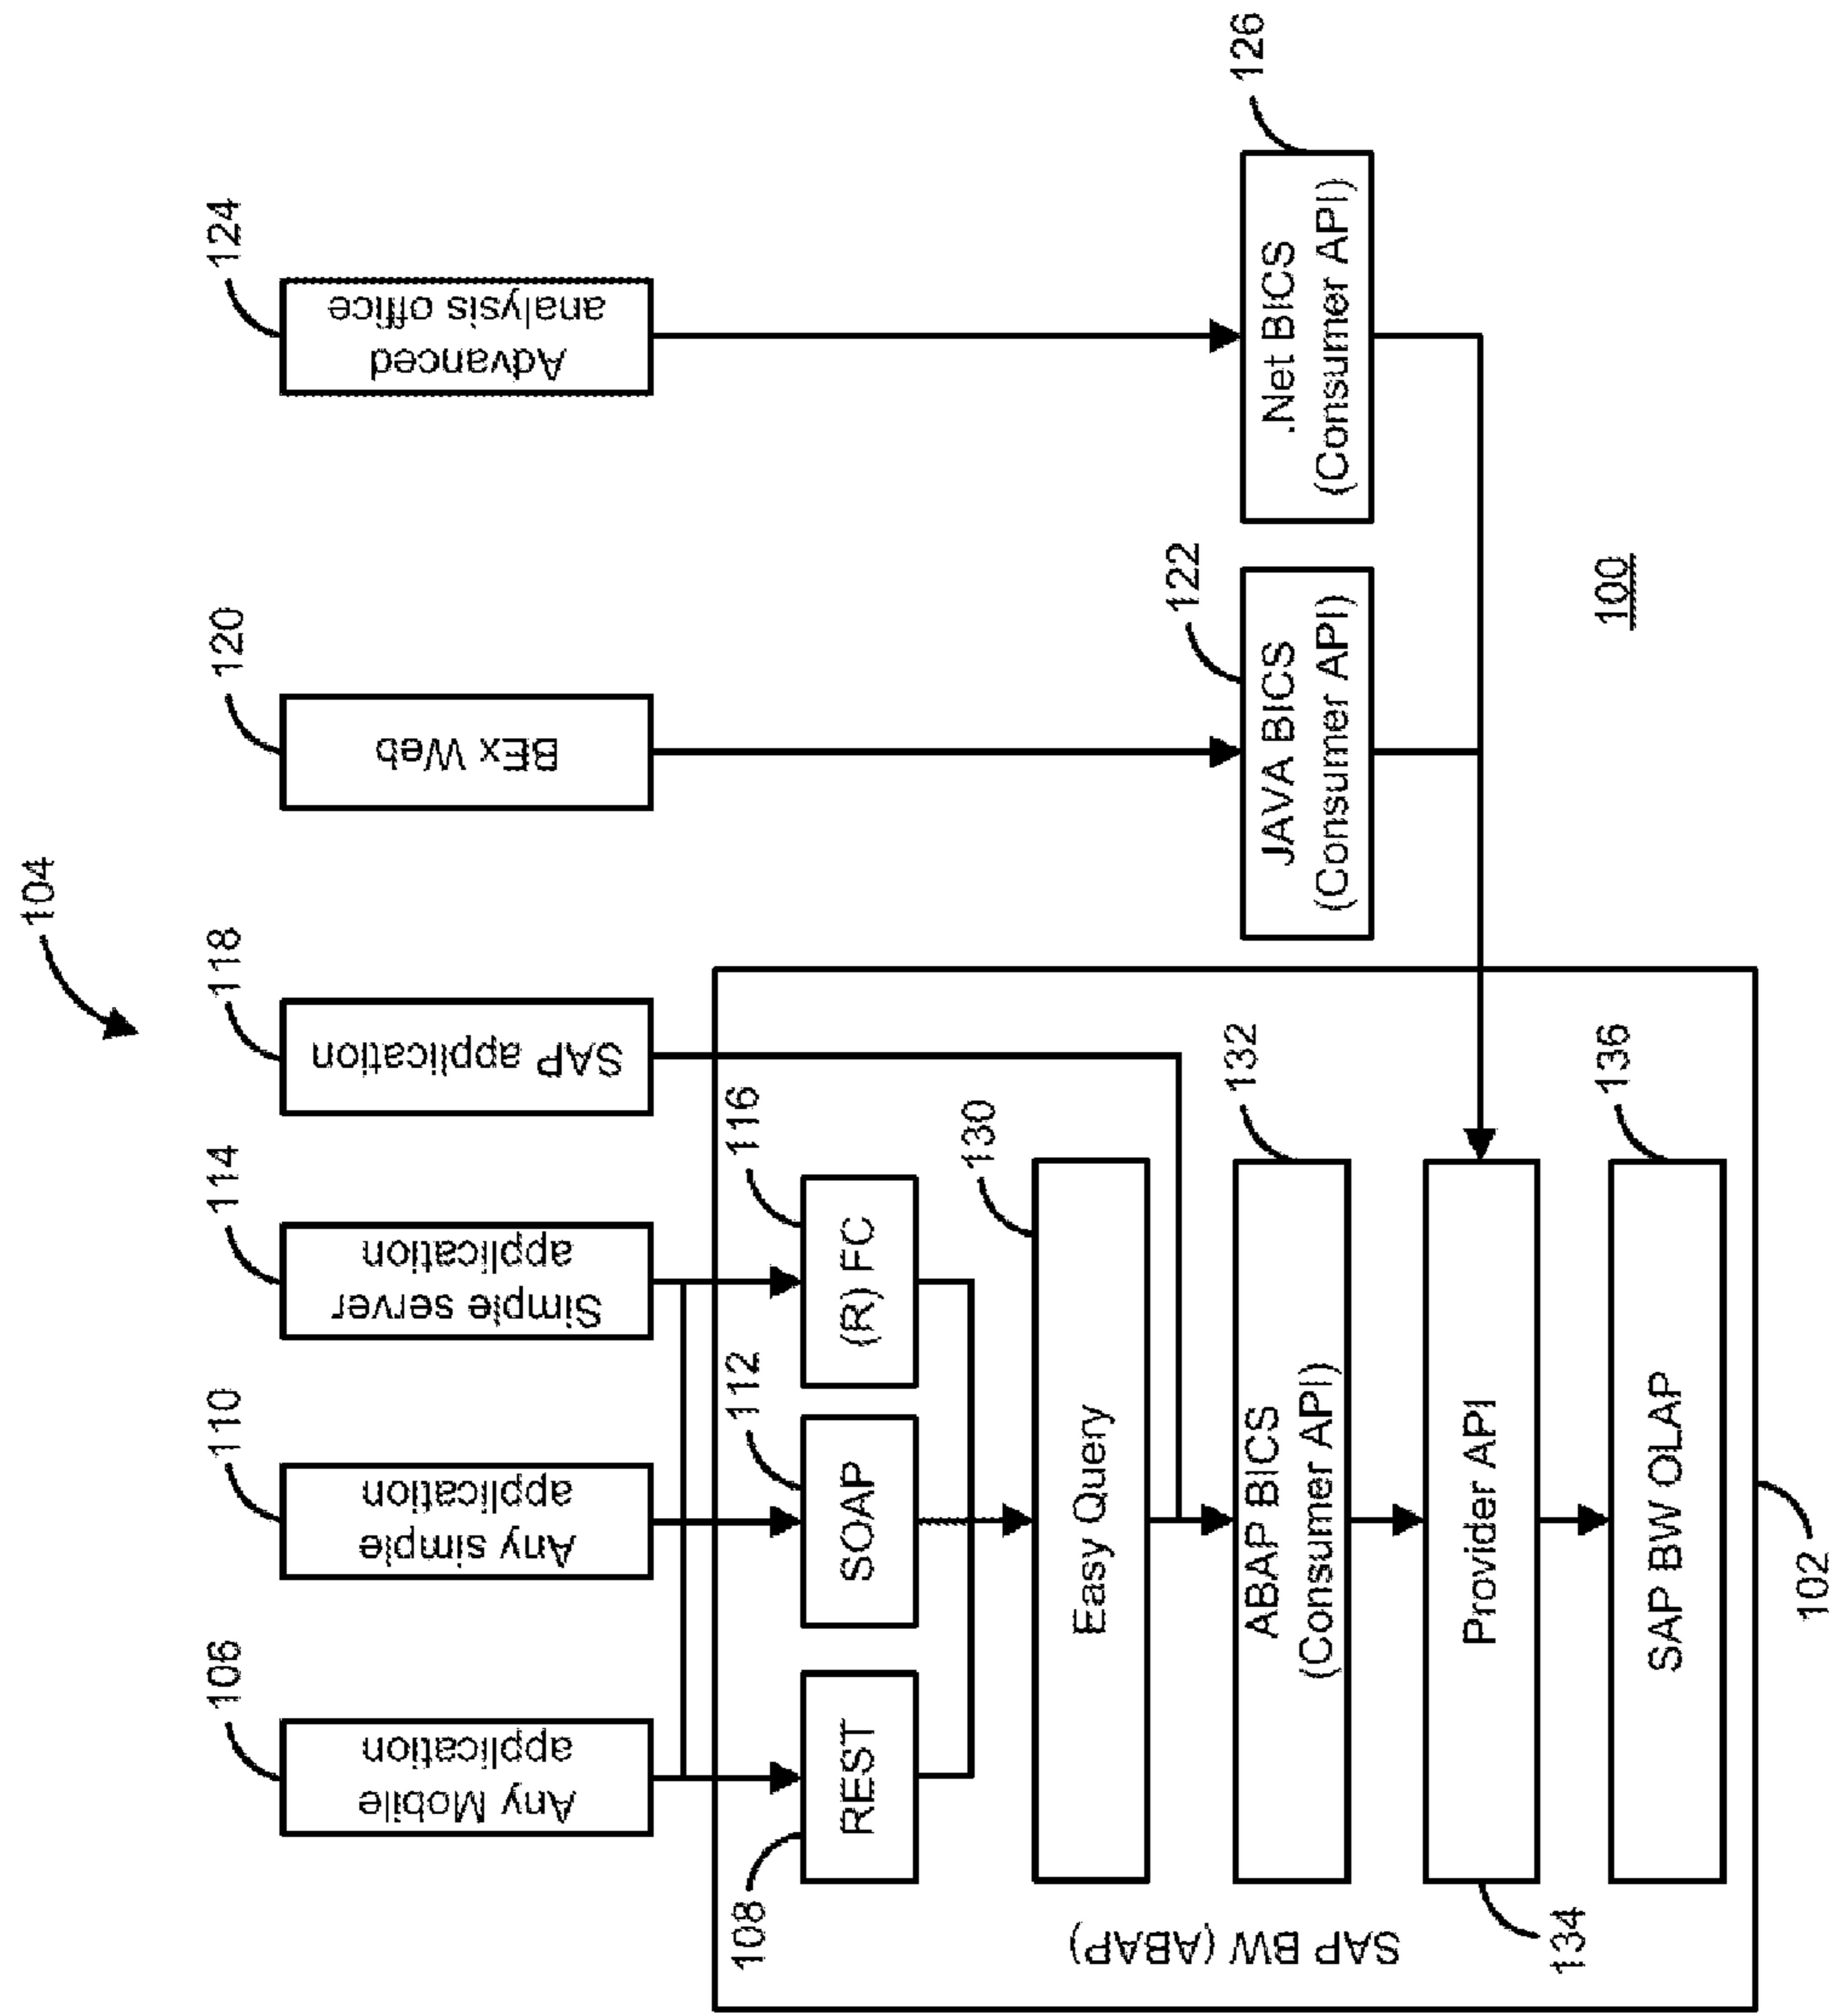 104
106
110
114
118
120
124
Any Mobile
application
Any simple
application
Simple server
application
SAP application
BEx Web
Advanced
analysis office
108
REST
112
SOAP
116
(R) FC
SAP BW (ABAP)
130
Easy Query
132
ABAP BICS
(Consumer API)
122
JAVA BICS
(Consumer API)
126
.Net BICS
(Consumer API)
134
Provider API
136
SAP BW OLAP
102
100